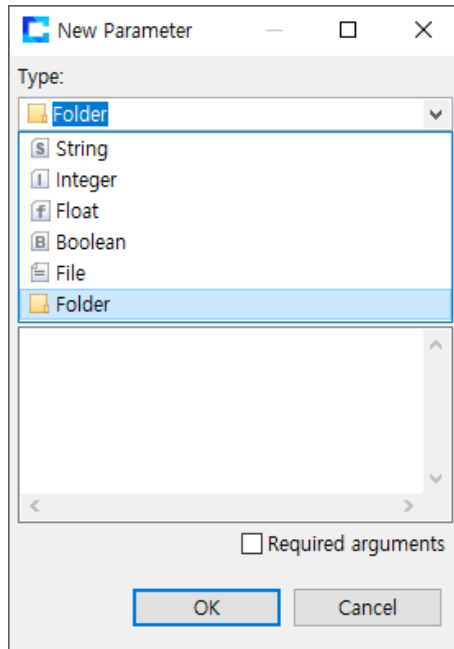 New Parameter
Type:
Folder
String
Integer
Float
Boolean
File
Folder
Required arguments
OK
Cancel